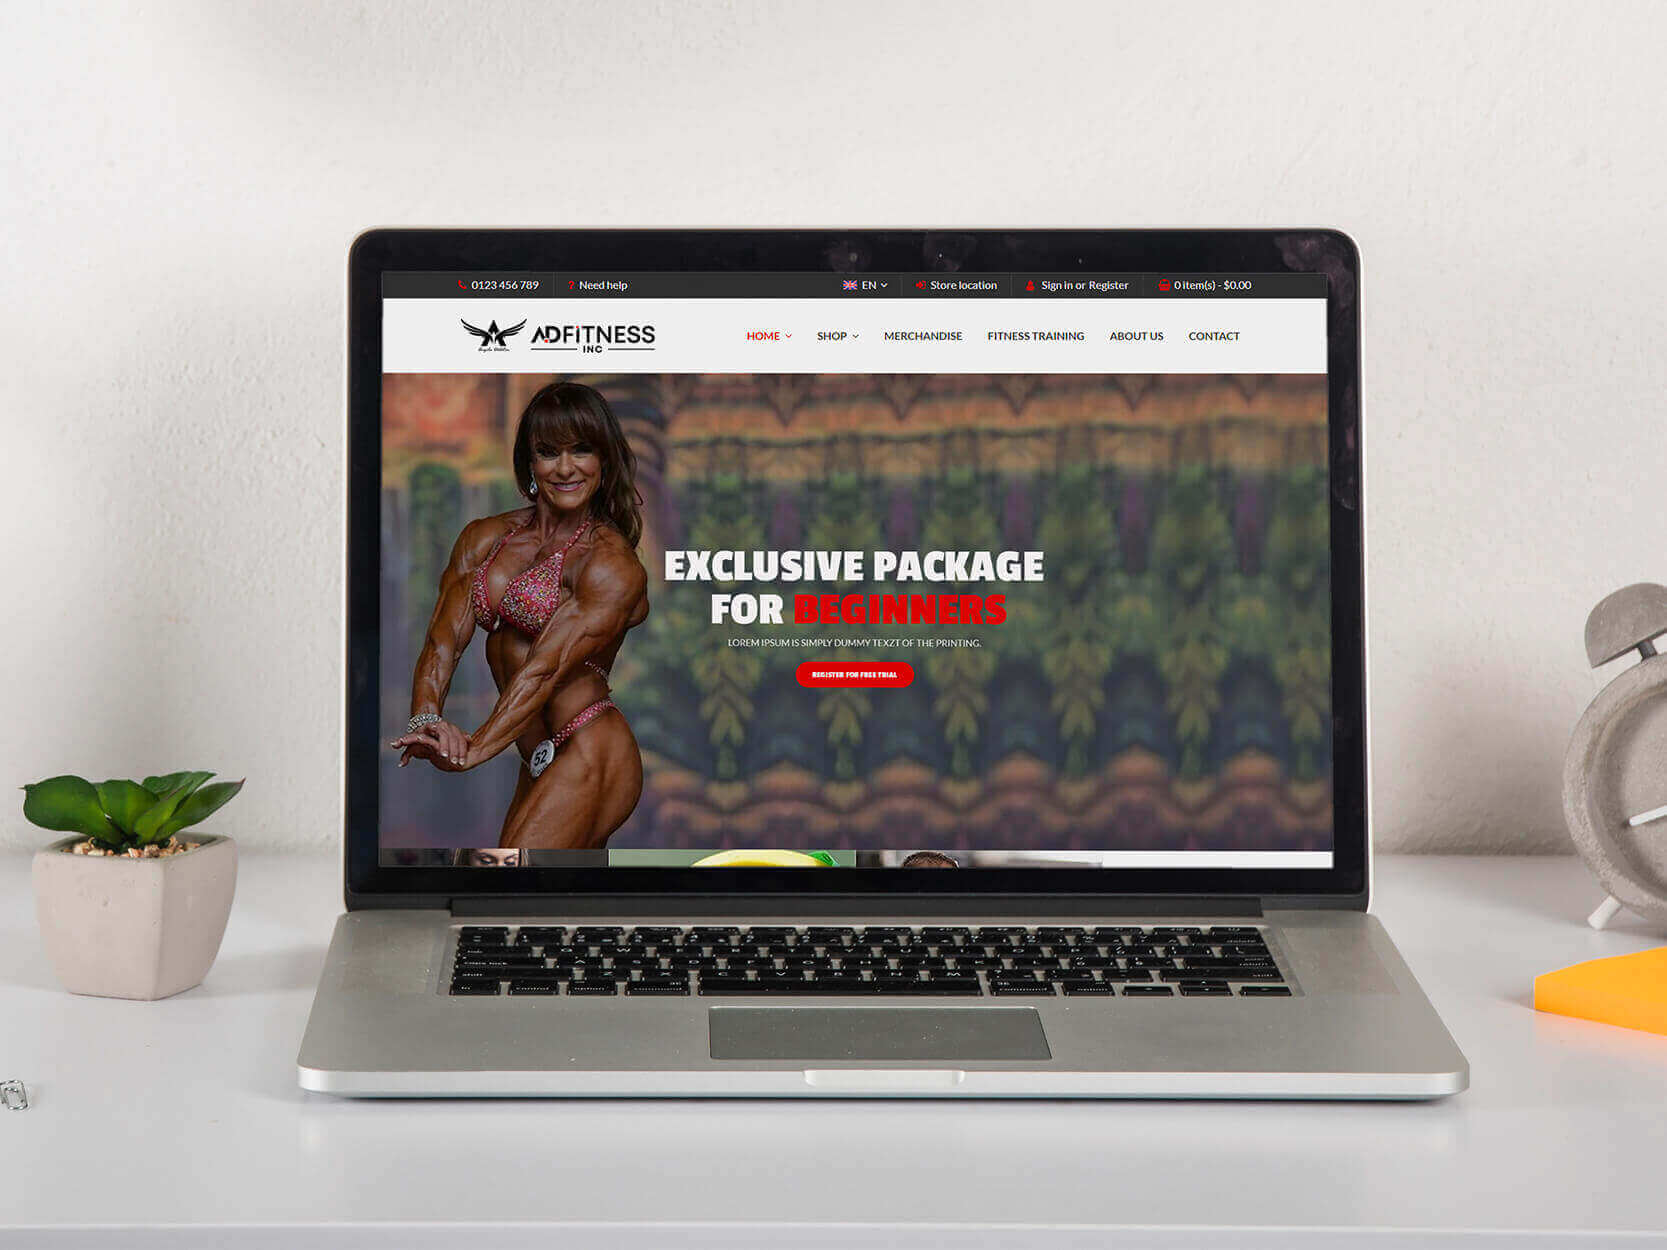 0123 456 789
Need help
EN
Store location
Sign in or Register
0 item(s) - $0.00
ADFITNESS
INC
HOME
SHOP
MERCHANDISE
FITNESS TRAINING
ABOUT US
CONTACT
EXCLUSIVE PACKAGE
FOR BEGINNERS
LOREM IPSUM IS SIMPLY DUMMY TEXZT OF THE PRINTING.
REGISTER FOR FREE TRIAL
52